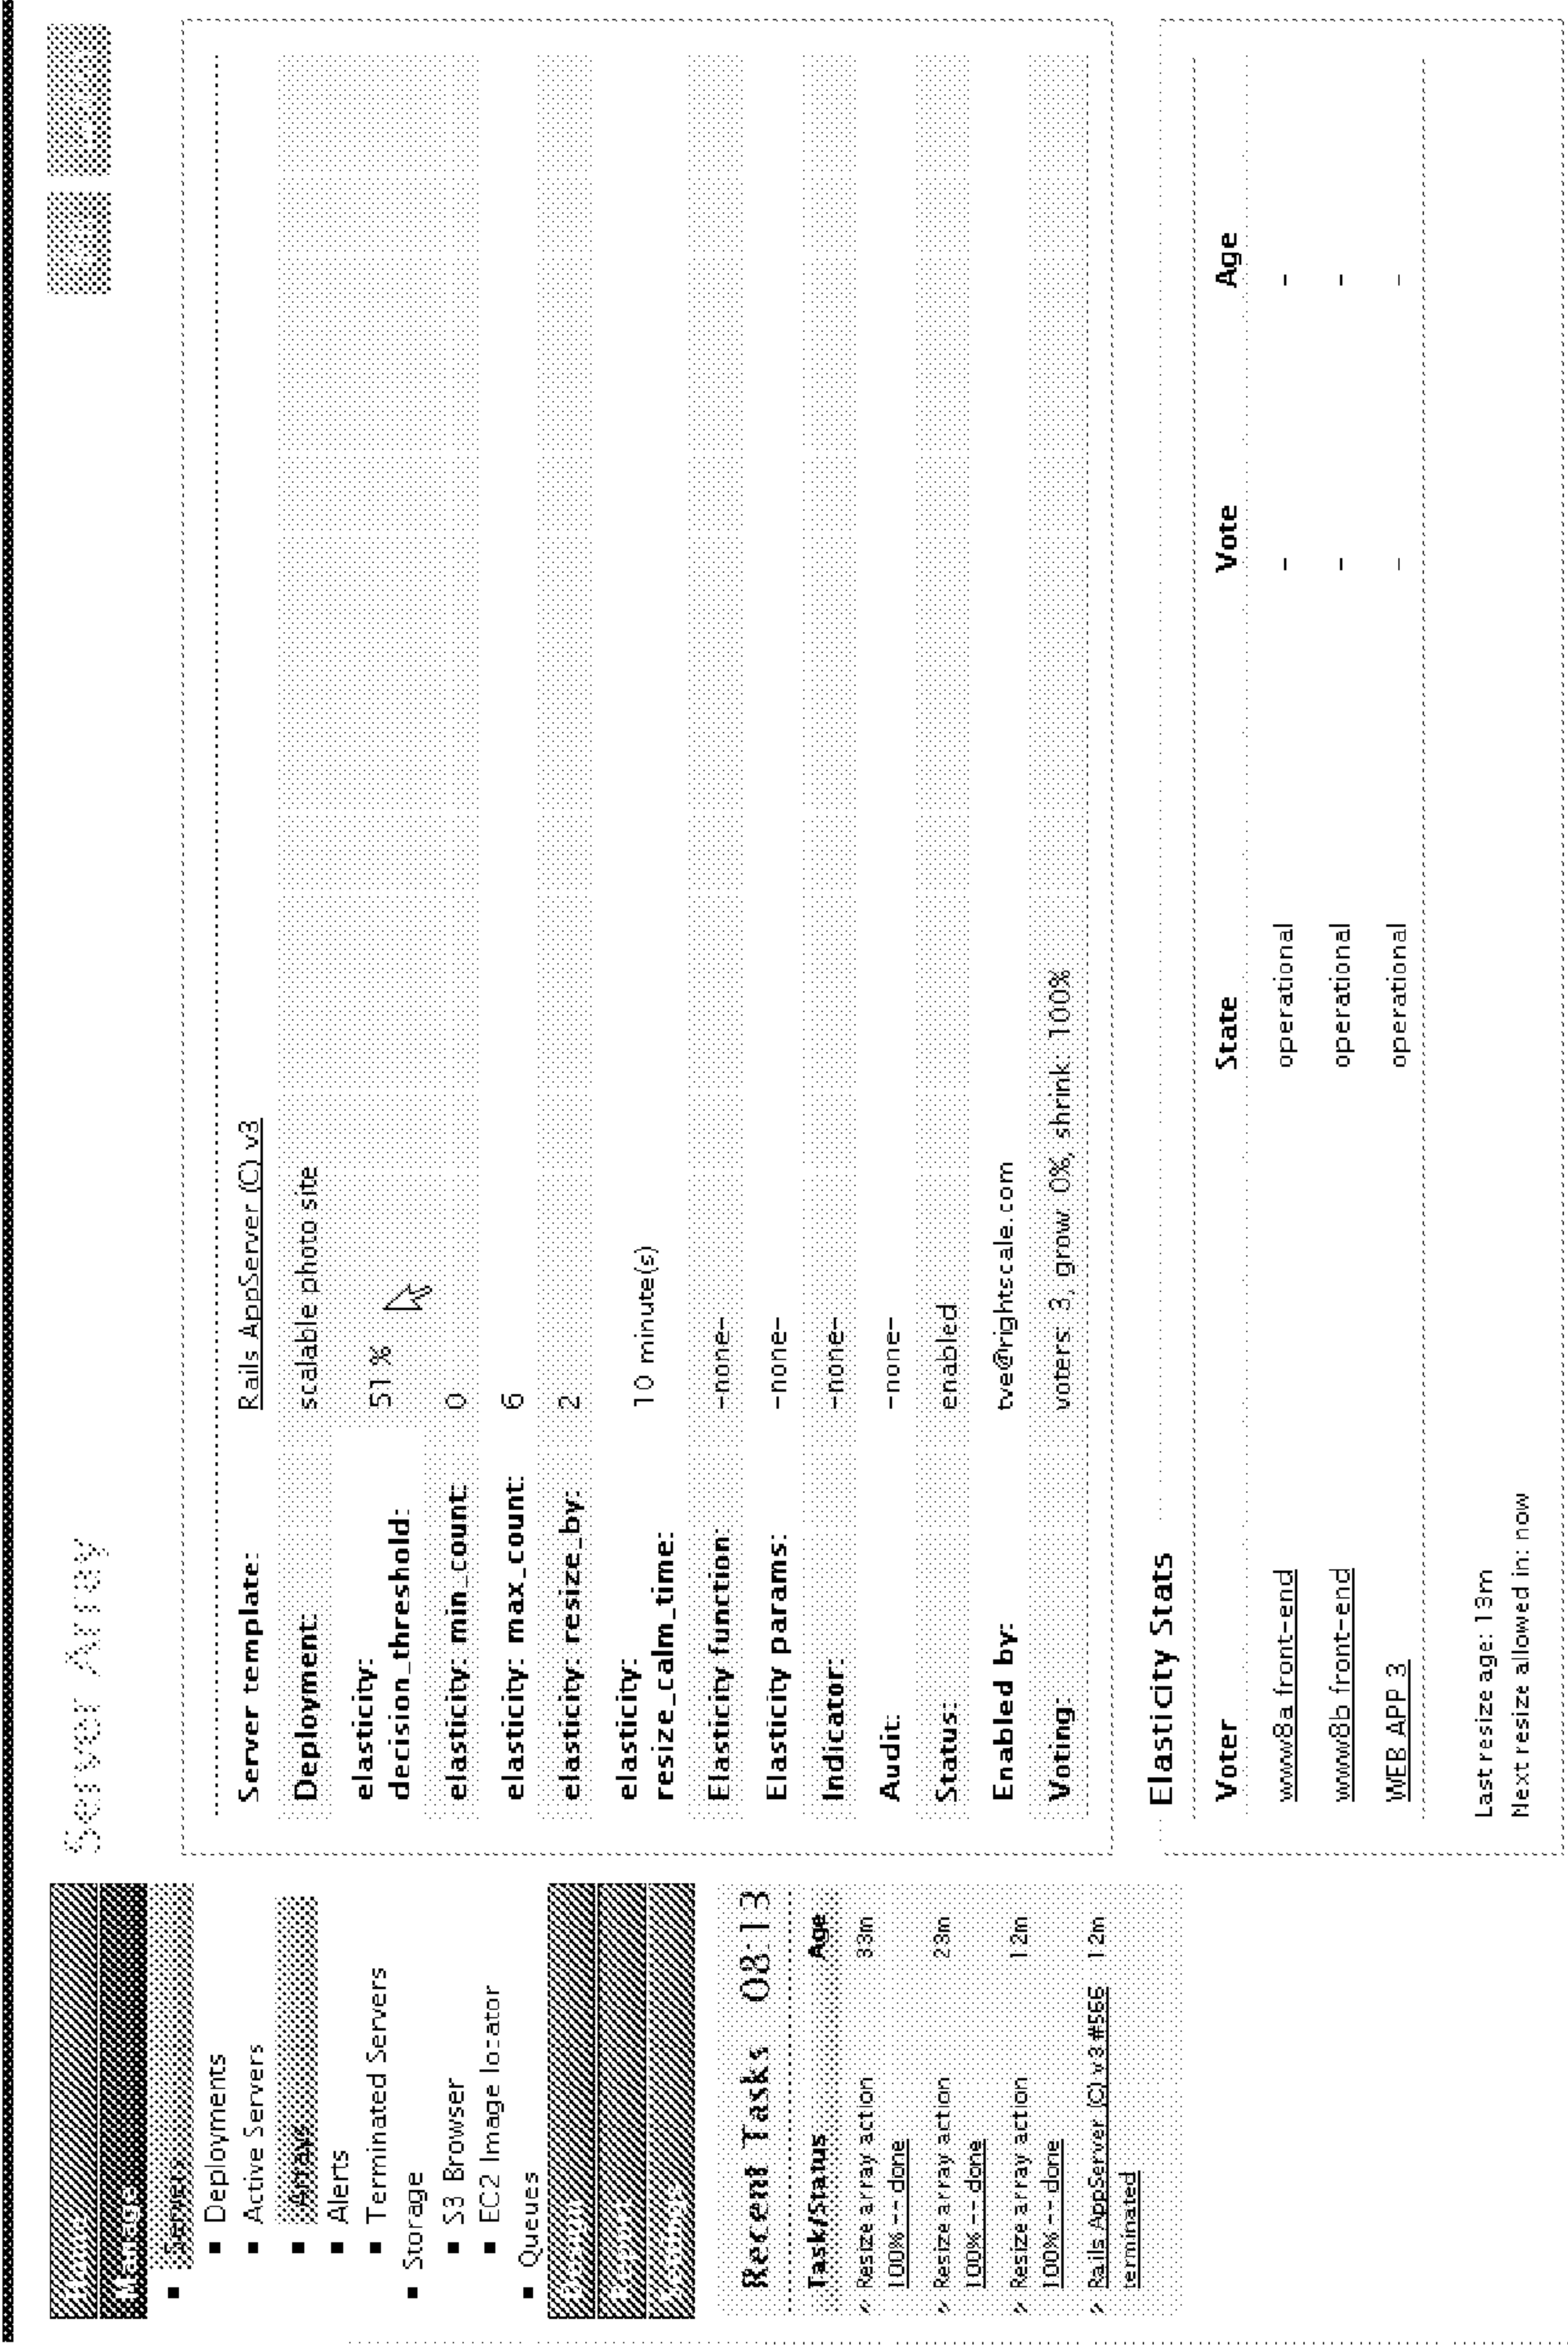 Manage
Servers
Deployments
Active Servers
Arrays
Alerts
Terminated Servers
Storage
S3 Browser
EC2 Image locator
Queues
Recent Tasks 08:13
Task/Status Age
Resize array action 33m
100% -- done
Resize array action 23m
100% -- done
Resize array action 12m
100% -- done
Rails AppServer (C) v3 #566 12m
terminated
Server Array
Server template: Rails AppServer (C) v3
Deployment: scalable photo site
elasticity:
decision_threshold: 51 %
elasticity: min_count: 0
elasticity: max_count: 6
elasticity: resize_by: 2
elasticity:
resize_calm_time: 10 minute(s)
Elasticity function: -none-
Elasticity params: -none-
Indicator: -none-
Audit: -none-
Status: enabled
Enabled by: tve@rightscale.com
Voting: voters: 3, grow 0%, shrink: 100%
Elasticity Stats
Voter State Vote Age
www8a front-end operational - -
www8b front-end operational - -
WEB APP 3 operational - -
Last resize age: 13m
Next resize allowed in: now